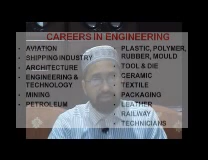 CAREERS IN ENGINEERING
AVIATION
SHIPPING INDUSTRY
ARCHITECTURE
ENGINEERING &
TECHNOLOGY
MINING
PETROLEUM
PLASTIC, POLYMER,
RUBBER, MOULD
TOOL & DIE
CERAMIC
TEXTILE
PACKAGING
LEATHER
RAILWAY
TECHNICIANS